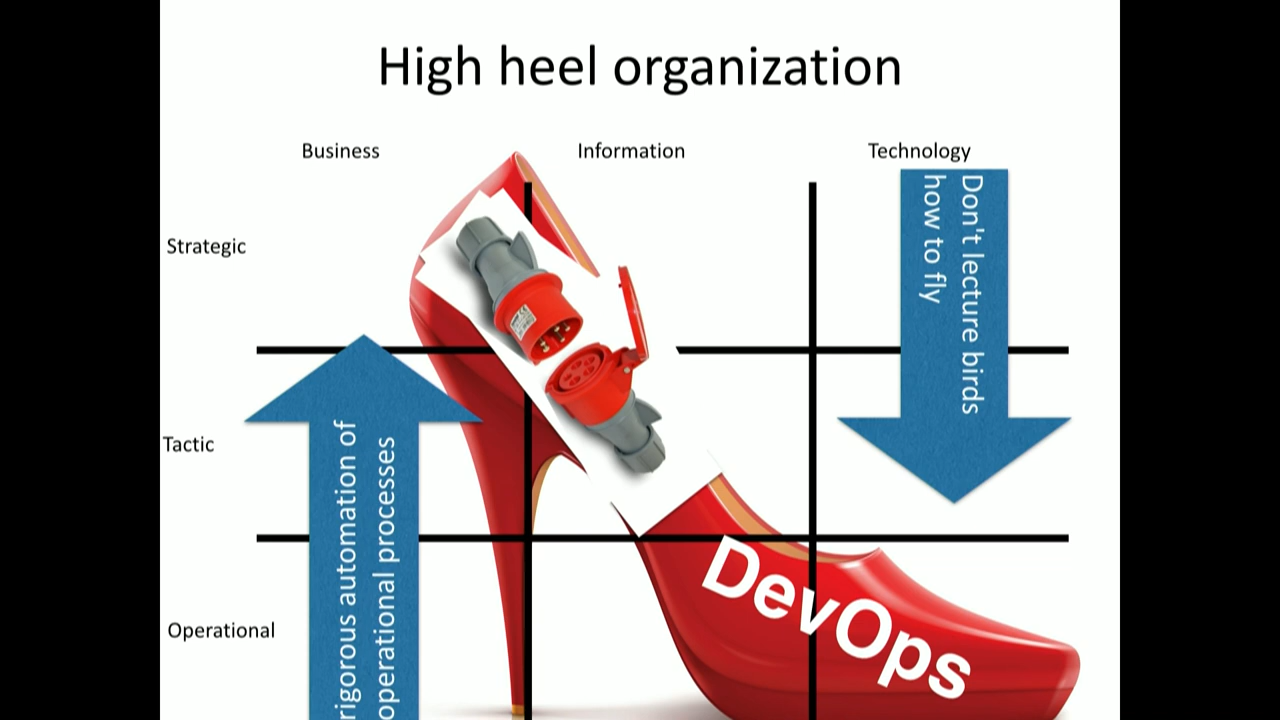 High heel organization
Business
Information
Technology
Strategic
Tactic
Operational
Don't lecture birds
how to fly
rigorous automation of
operational processes
DevOps